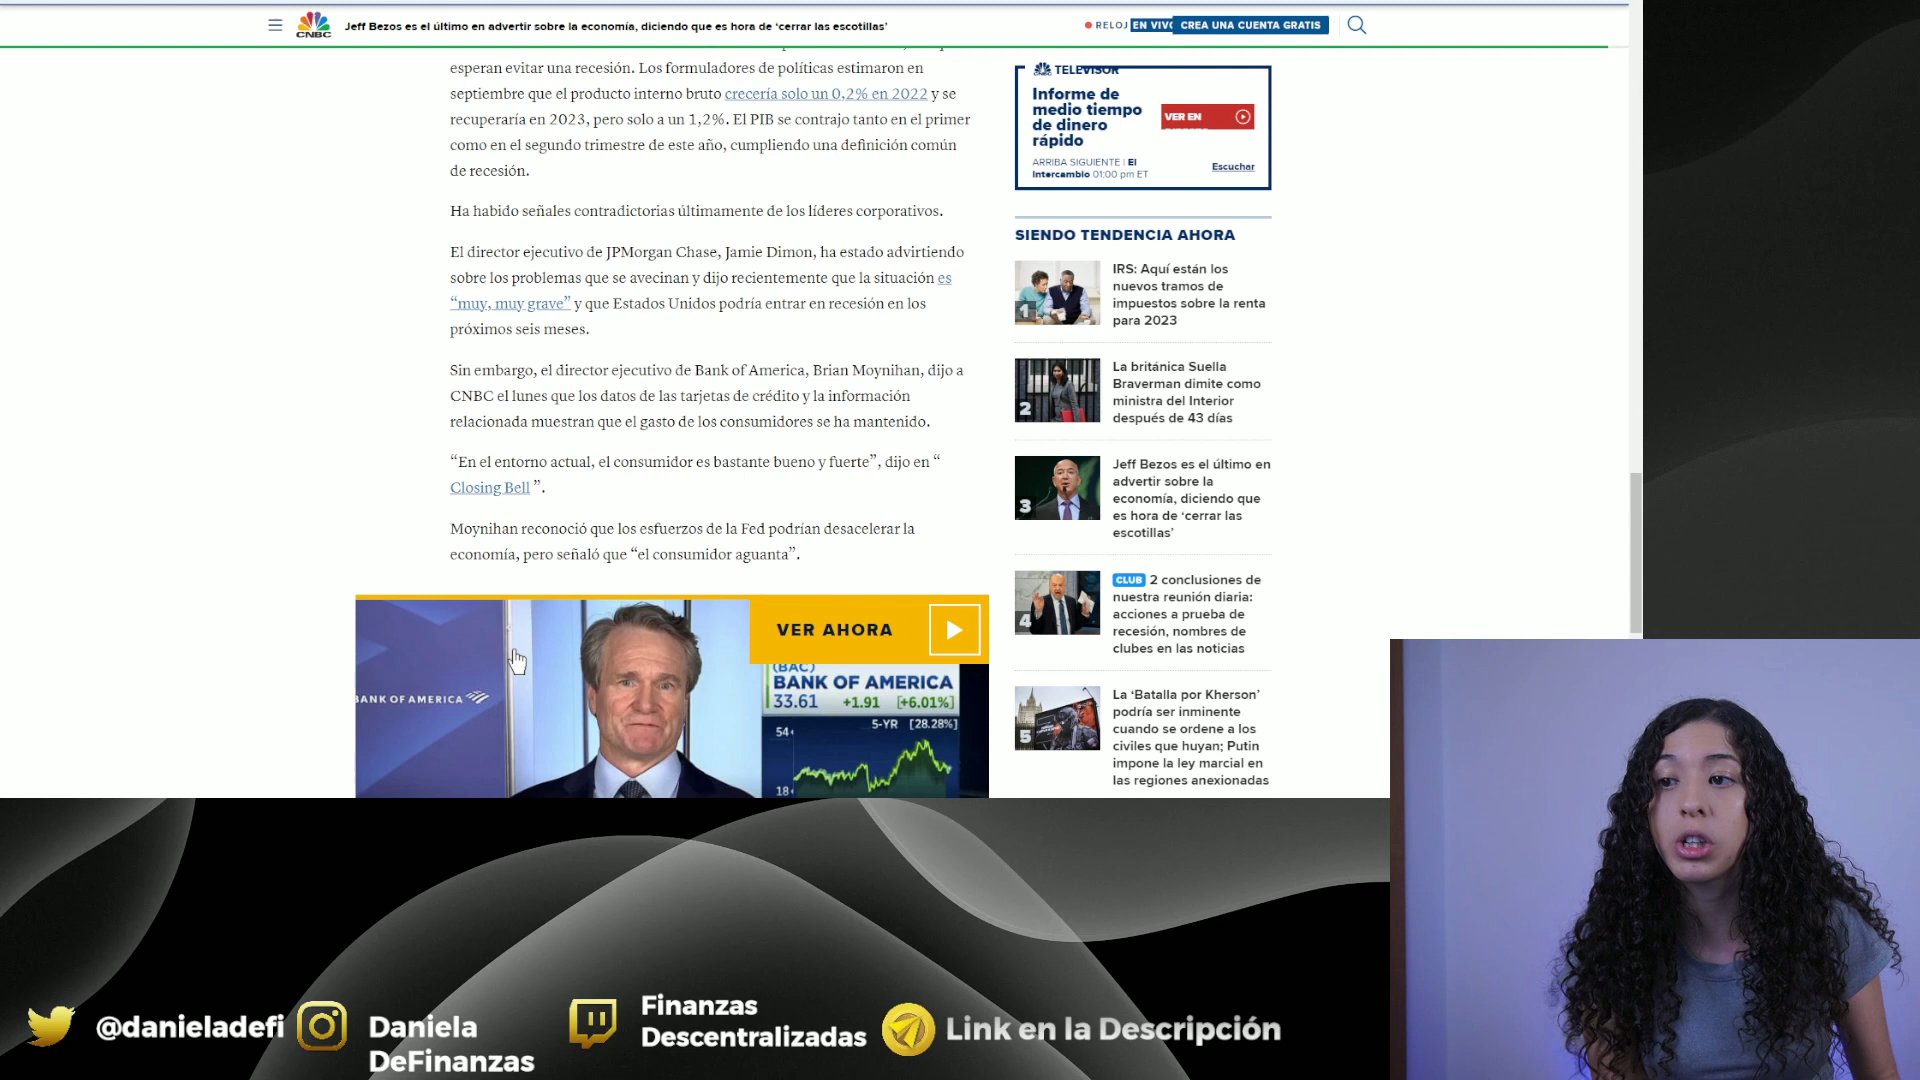 CNBC
Jeff Bezos es el último en advertir sobre la economía, diciendo que es hora de ‘cerrar las escotillas’
RELOJ EN VIVO
CREA UNA CUENTA GRATIS
esperan evitar una recesión. Los formuladores de políticas estimaron en
septiembre que el producto interno bruto crecería solo un 0,2% en 2022 y se
recuperaría en 2023, pero solo a un 1,2%. El PIB se contrajo tanto en el primer
como en el segundo trimestre de este año, cumpliendo una definición común
de recesión.
Ha habido señales contradictorias últimamente de los líderes corporativos.
El director ejecutivo de JPMorgan Chase, Jamie Dimon, ha estado advirtiendo
sobre los problemas que se avecinan y dijo recientemente que la situación es
“muy, muy grave” y que Estados Unidos podría entrar en recesión en los
próximos seis meses.
Sin embargo, el director ejecutivo de Bank of America, Brian Moynihan, dijo a
CNBC el lunes que los datos de las tarjetas de crédito y la información
relacionada muestran que el gasto de los consumidores se ha mantenido.
“En el entorno actual, el consumidor es bastante bueno y fuerte”, dijo en “
Closing Bell ”.
Moynihan reconoció que los esfuerzos de la Fed podrían desacelerar la
economía, pero señaló que “el consumidor aguanta”.
VER AHORA
BANK OF AMERICA
(BAC)
BANK OF AMERICA
33.61 +1.91 [+6.01%]
5-YR [28.28%]
54
18
TELEVISOR
Informe de
medio tiempo
de dinero
rápido
VER EN
ARRIBA SIGUIENTE | El
Intercambio 01:00 pm ET
Escuchar
SIENDO TENDENCIA AHORA
1
IRS: Aquí están los
nuevos tramos de
impuestos sobre la renta
para 2023
2
La británica Suella
Braverman dimite como
ministra del Interior
después de 43 días
3
Jeff Bezos es el último en
advertir sobre la
economía, diciendo que
es hora de ‘cerrar las
escotillas’
4
CLUB 2 conclusiones de
nuestra reunión diaria:
acciones a prueba de
recesión, nombres de
clubes en las noticias
5
La ‘Batalla por Kherson’
podría ser inminente
cuando se ordene a los
civiles que huyan; Putin
impone la ley marcial en
las regiones anexionadas
@danieladefi
Daniela
DeFinanzas
Finanzas
Descentralizadas
Link en la Descripción